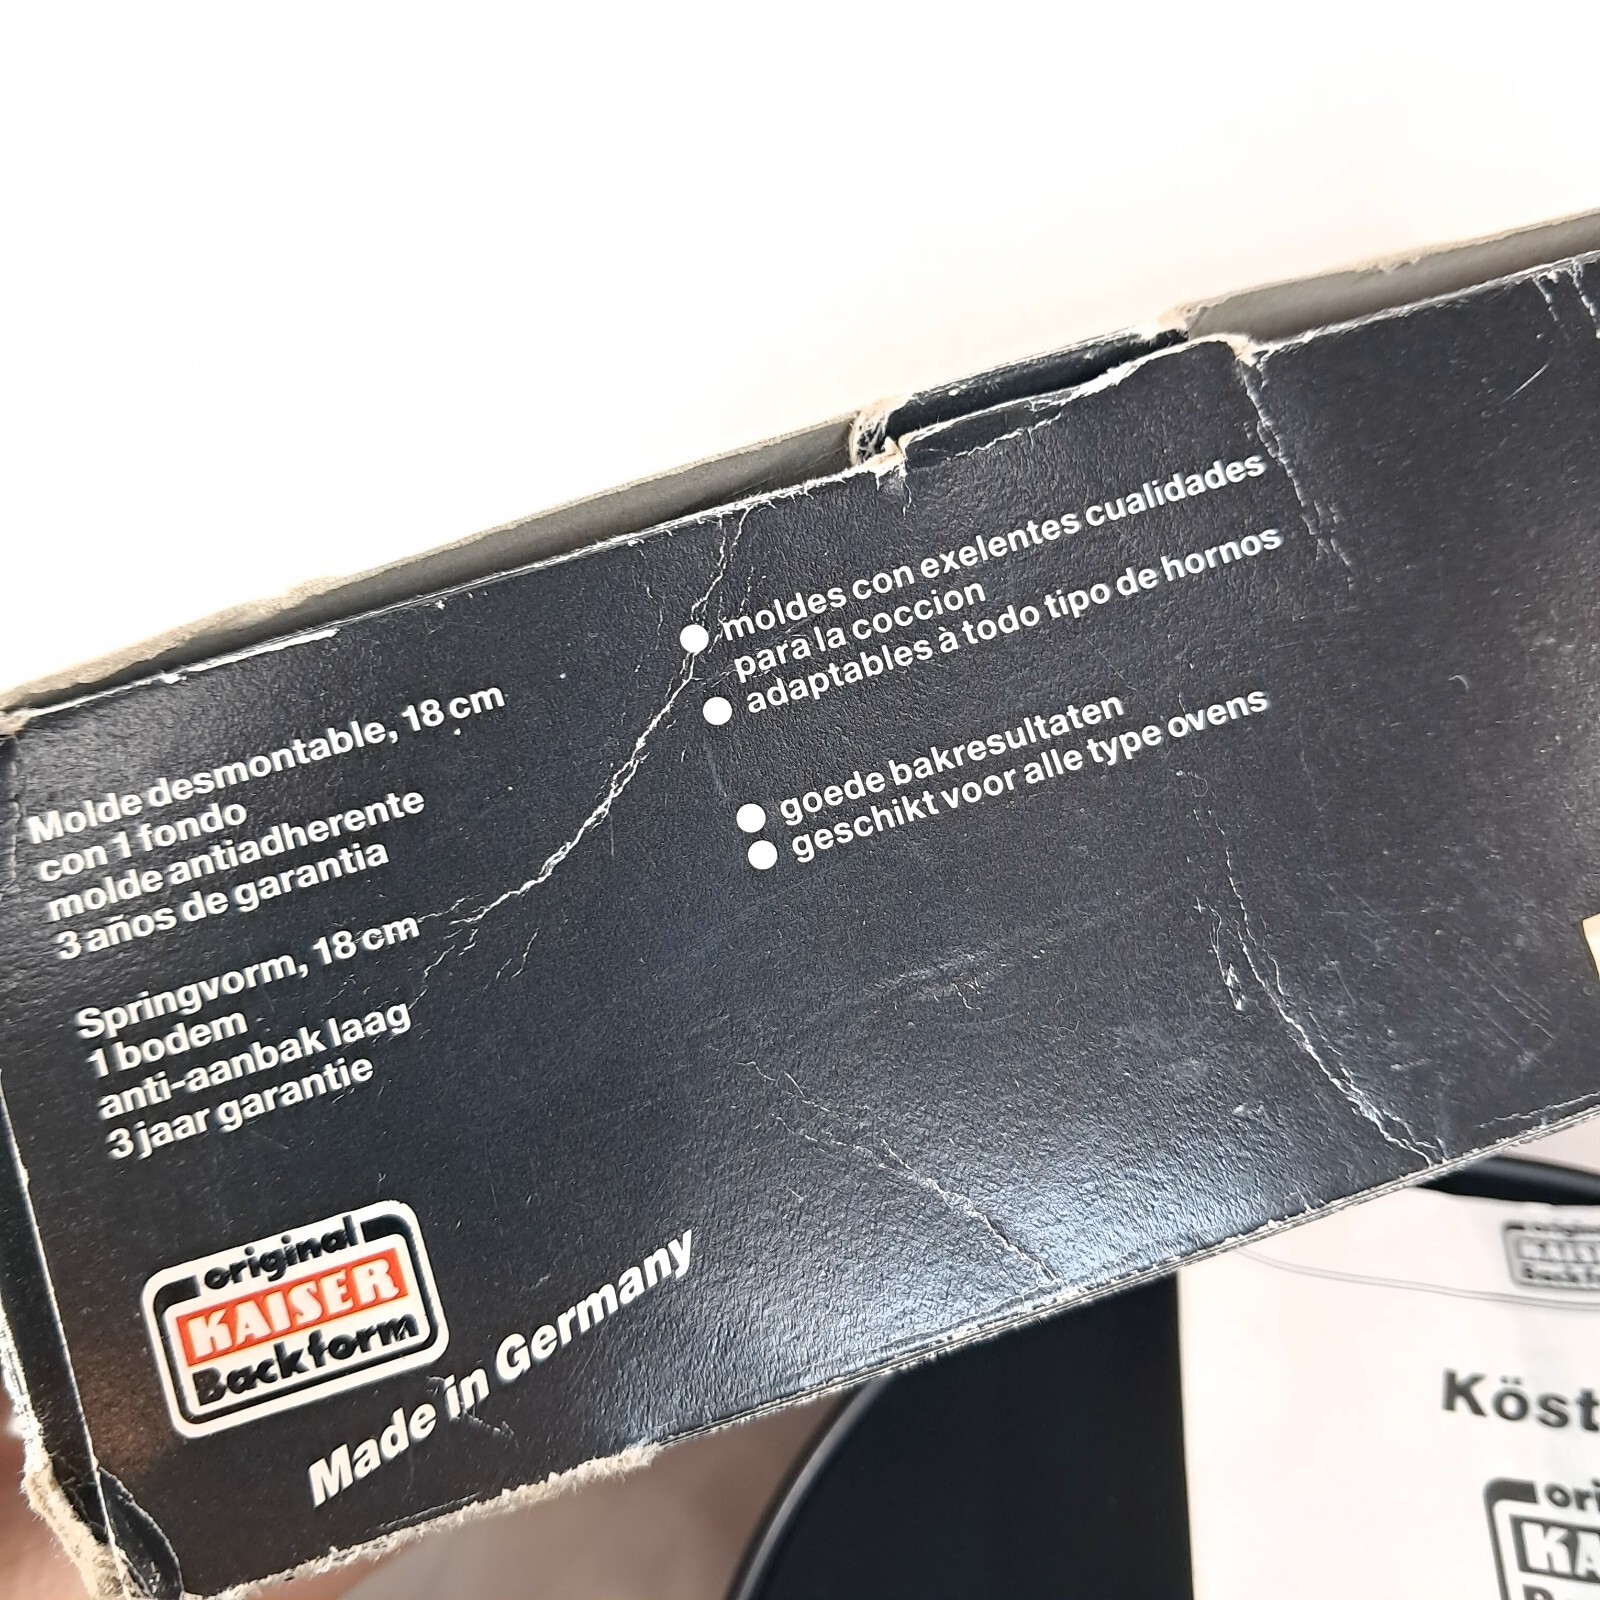 Molde desmontable, 18 cm
con 1 fondo
molde antiadherente
3 años de garantia
moldes con exelentes cualidades
para la coccion
adaptables à todo tipo de hornos
Springvorm, 18 cm
1 bodem
anti-aanbak laag
3 jaar garantie
goede bakresultaten
geschikt voor alle type ovens
original
KAISER
Backform
Made in Germany
original
Köst
ori
KA